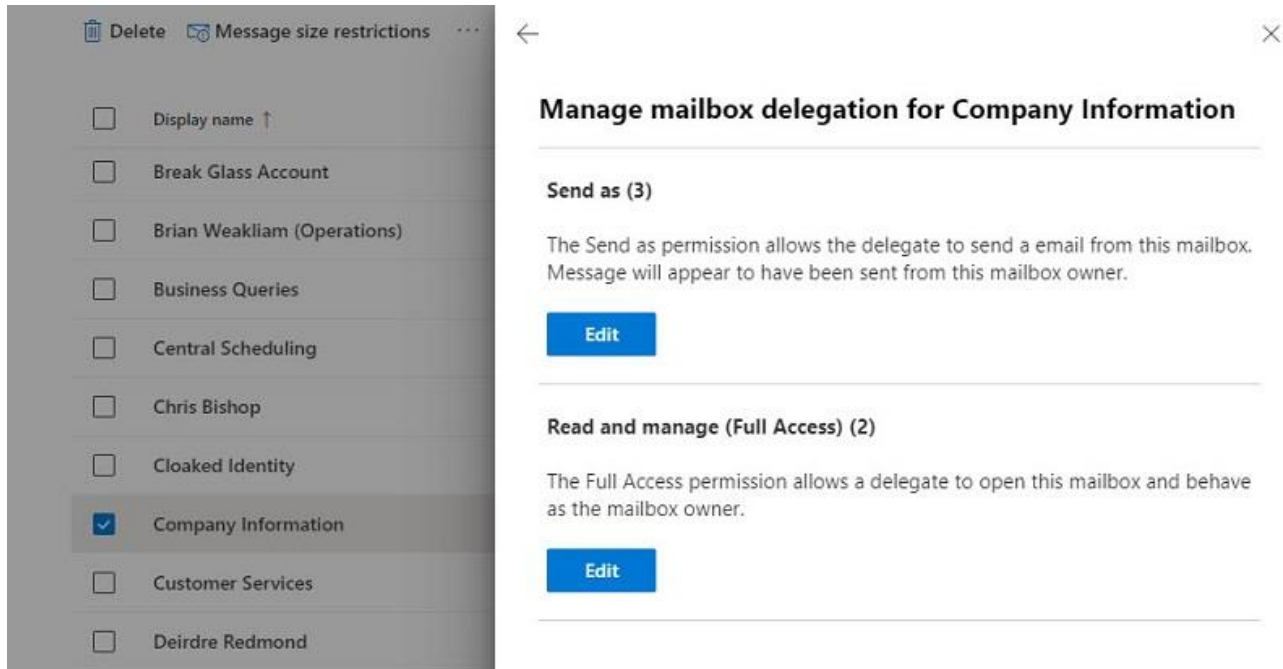 Delete Message size restrictions ...
Display name ↑
Break Glass Account
Brian Weakliam (Operations)
Business Queries
Central Scheduling
Chris Bishop
Cloaked Identity
Company Information
Customer Services
Deirdre Redmond
Manage mailbox delegation for Company Information
Send as (3)
The Send as permission allows the delegate to send a email from this mailbox.
Message will appear to have been sent from this mailbox owner.
Edit
Read and manage (Full Access) (2)
The Full Access permission allows a delegate to open this mailbox and behave
as the mailbox owner.
Edit